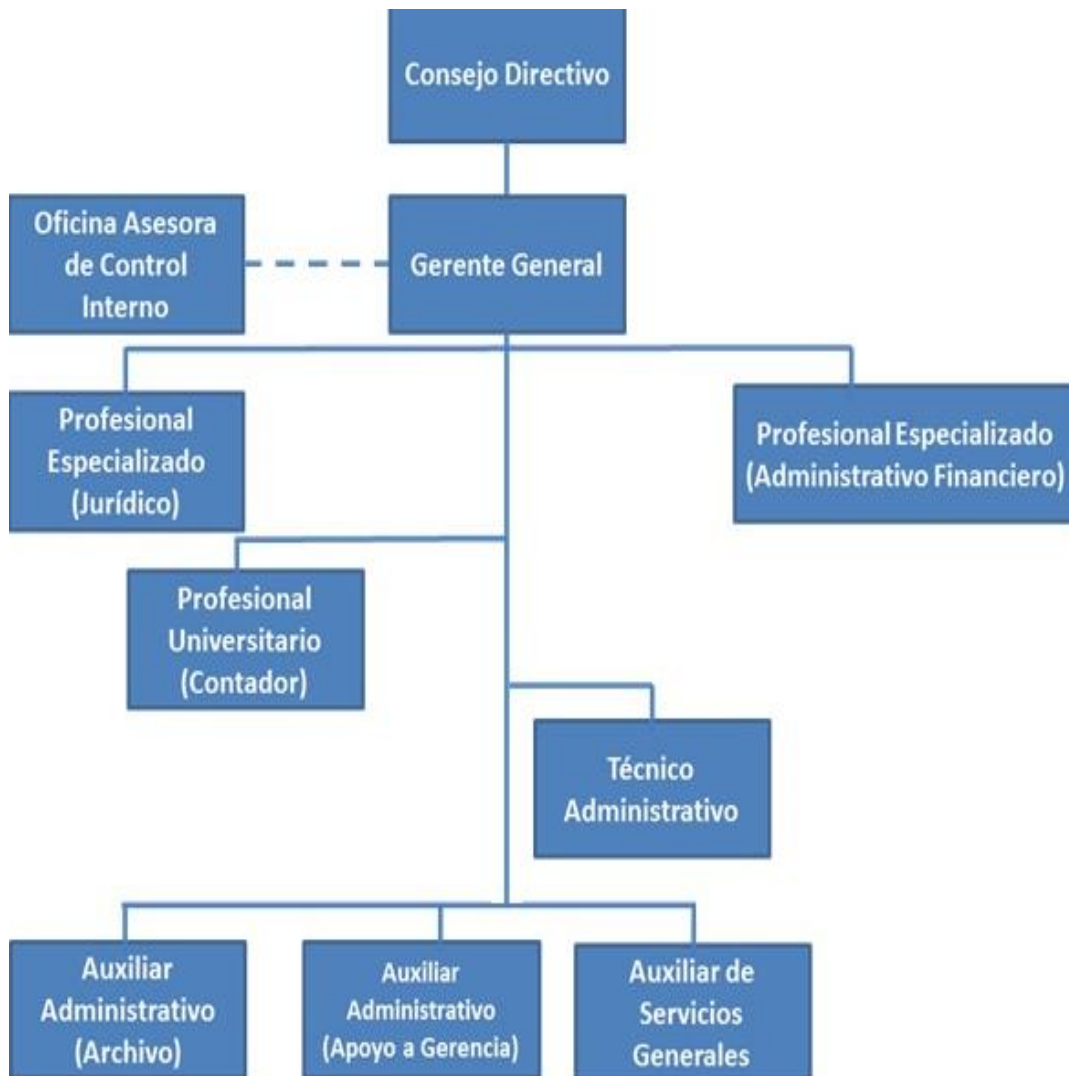 Consejo Directivo
Oficina Asesora
de Control
Interno
Gerente General
Profesional
Especializado
(Jurídico)
Profesional Especializado
(Administrativo Financiero)
Profesional
Universitario
(Contador)
Técnico
Administrativo
Auxiliar
Administrativo
(Archivo)
Auxiliar
Administrativo
(Apoyo a Gerencia)
Auxiliar de
Servicios
Generales